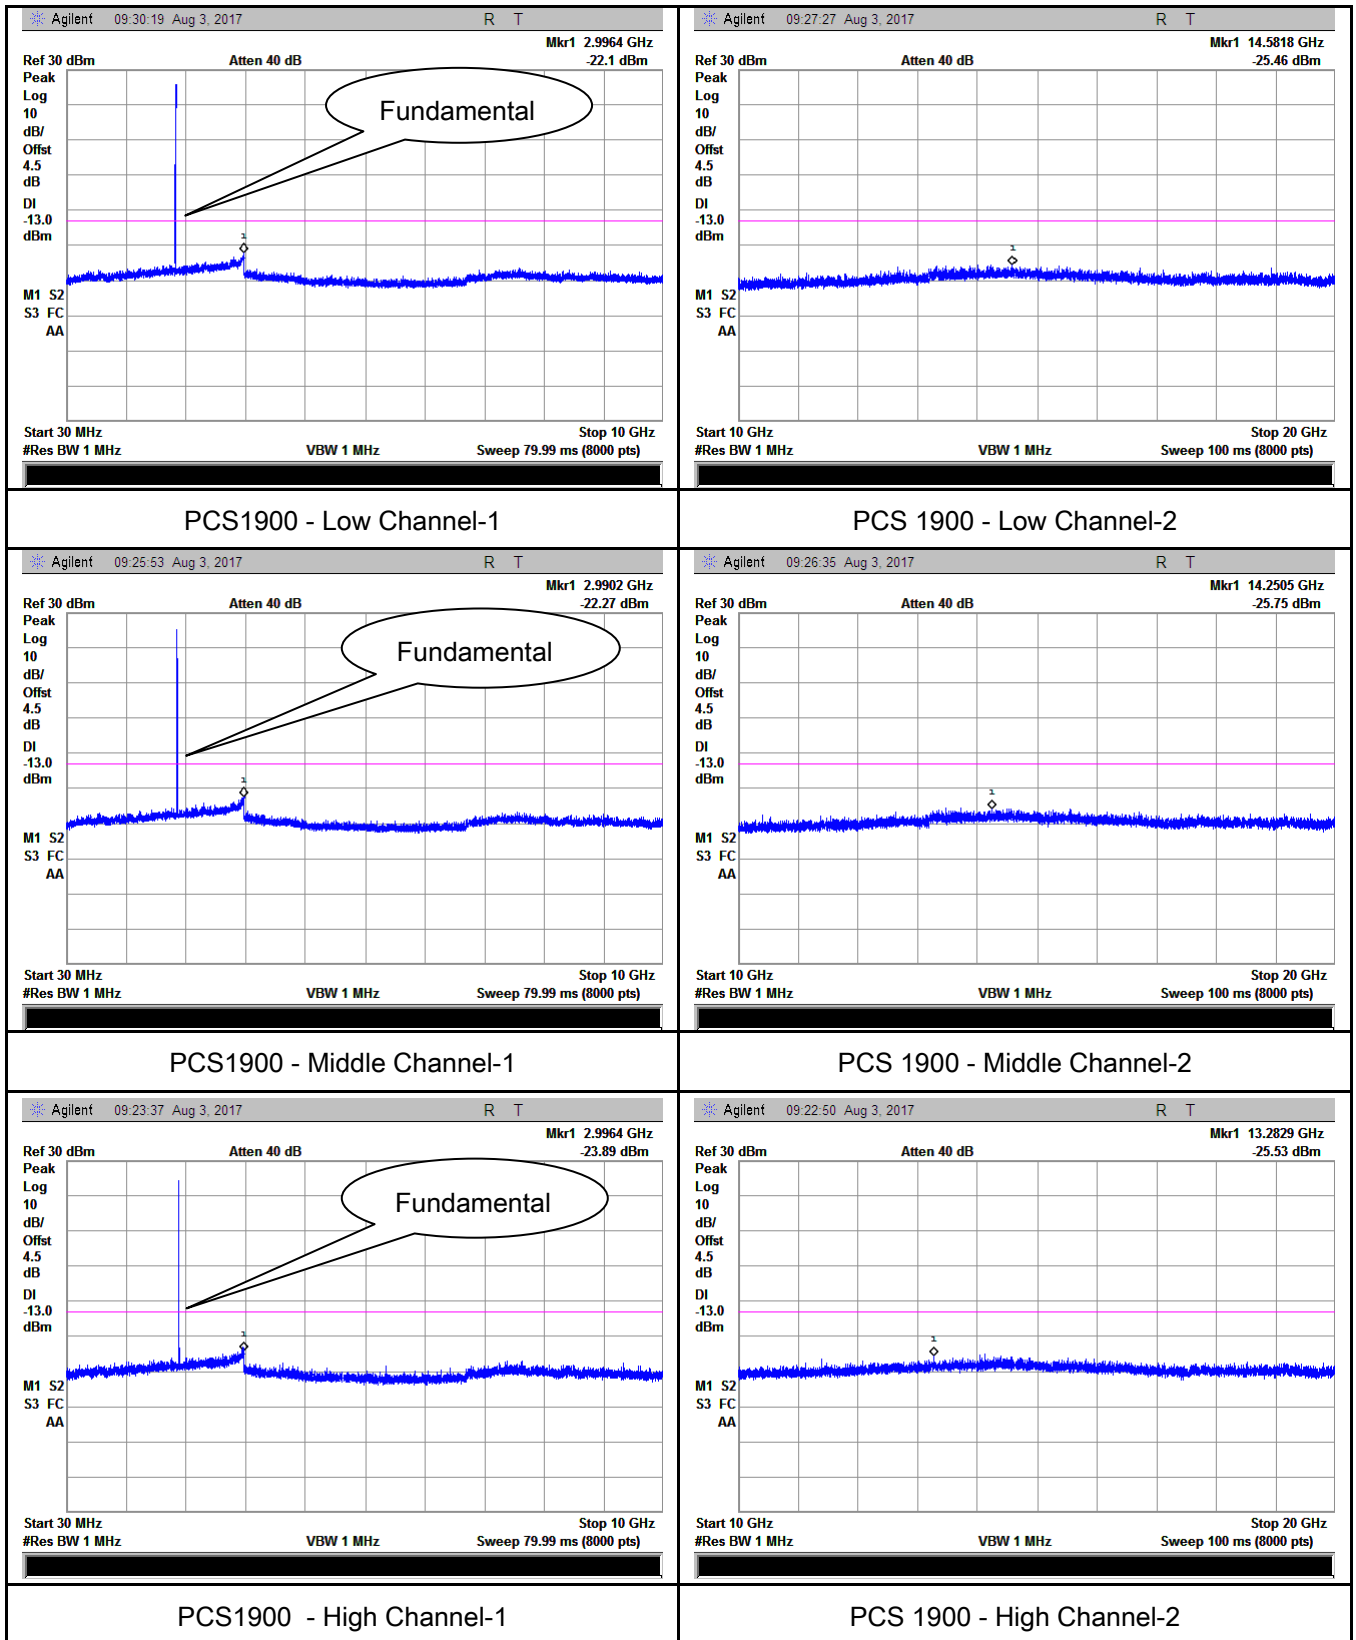 Agilent 09:30:19 Aug 3, 2017 R T
Mkr1 2.9964 GHz
Ref 30 dBm Atten 40 dB -22.1 dBm
Peak
Log
10
dB/
Offst
4.5
dB
DI
-13.0
dBm
Fundamental
1
M1 S2
S3 FC
AA
Start 30 MHz Stop 10 GHz
#Res BW 1 MHz VBW 1 MHz Sweep 79.99 ms (8000 pts)
PCS1900 - Low Channel-1
Agilent 09:27:27 Aug 3, 2017 R T
Mkr1 14.5818 GHz
Ref 30 dBm Atten 40 dB -25.46 dBm
Peak
Log
10
dB/
Offst
4.5
dB
DI
-13.0
dBm
1
M1 S2
S3 FC
AA
Start 10 GHz Stop 20 GHz
#Res BW 1 MHz VBW 1 MHz Sweep 100 ms (8000 pts)
PCS 1900 - Low Channel-2
Agilent 09:25:53 Aug 3, 2017 R T
Mkr1 2.9902 GHz
Ref 30 dBm Atten 40 dB -22.27 dBm
Peak
Log
10
dB/
Offst
4.5
dB
DI
-13.0
dBm
Fundamental
1
M1 S2
S3 FC
AA
Start 30 MHz Stop 10 GHz
#Res BW 1 MHz VBW 1 MHz Sweep 79.99 ms (8000 pts)
PCS1900 - Middle Channel-1
Agilent 09:26:35 Aug 3, 2017 R T
Mkr1 14.2505 GHz
Ref 30 dBm Atten 40 dB -25.75 dBm
Peak
Log
10
dB/
Offst
4.5
dB
DI
-13.0
dBm
1
M1 S2
S3 FC
AA
Start 10 GHz Stop 20 GHz
#Res BW 1 MHz VBW 1 MHz Sweep 100 ms (8000 pts)
PCS 1900 - Middle Channel-2
Agilent 09:23:37 Aug 3, 2017 R T
Mkr1 2.9964 GHz
Ref 30 dBm Atten 40 dB -23.89 dBm
Peak
Log
10
dB/
Offst
4.5
dB
DI
-13.0
dBm
Fundamental
1
M1 S2
S3 FC
AA
Start 30 MHz Stop 10 GHz
#Res BW 1 MHz VBW 1 MHz Sweep 79.99 ms (8000 pts)
PCS1900 - High Channel-1
Agilent 09:22:50 Aug 3, 2017 R T
Mkr1 13.2829 GHz
Ref 30 dBm Atten 40 dB -25.53 dBm
Peak
Log
10
dB/
Offst
4.5
dB
DI
-13.0
dBm
1
M1 S2
S3 FC
AA
Start 10 GHz Stop 20 GHz
#Res BW 1 MHz VBW 1 MHz Sweep 100 ms (8000 pts)
PCS 1900 - High Channel-2